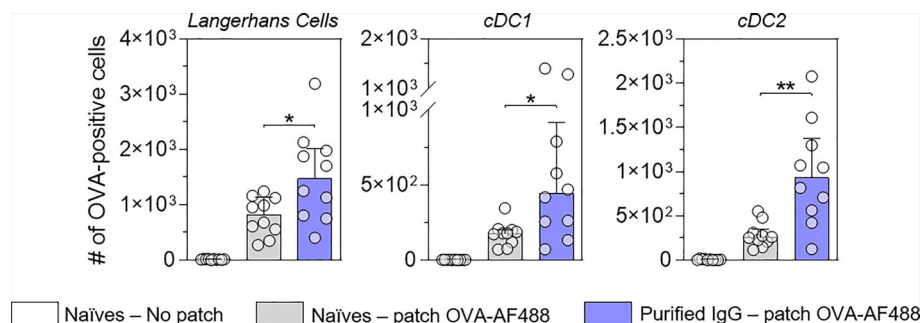 Langerhans Cells
cDC1
cDC2
# of OVA-positive cells
4×10³
3×10³
2×10³
1×10³
0
*
2×10³
1×10³
1×10³
5×10²
0
*
2.5×10³
2×10³
1.5×10³
1×10³
5×10²
0
**
Naïves – No patch
Naïves – patch OVA-AF488
Purified IgG – patch OVA-AF488